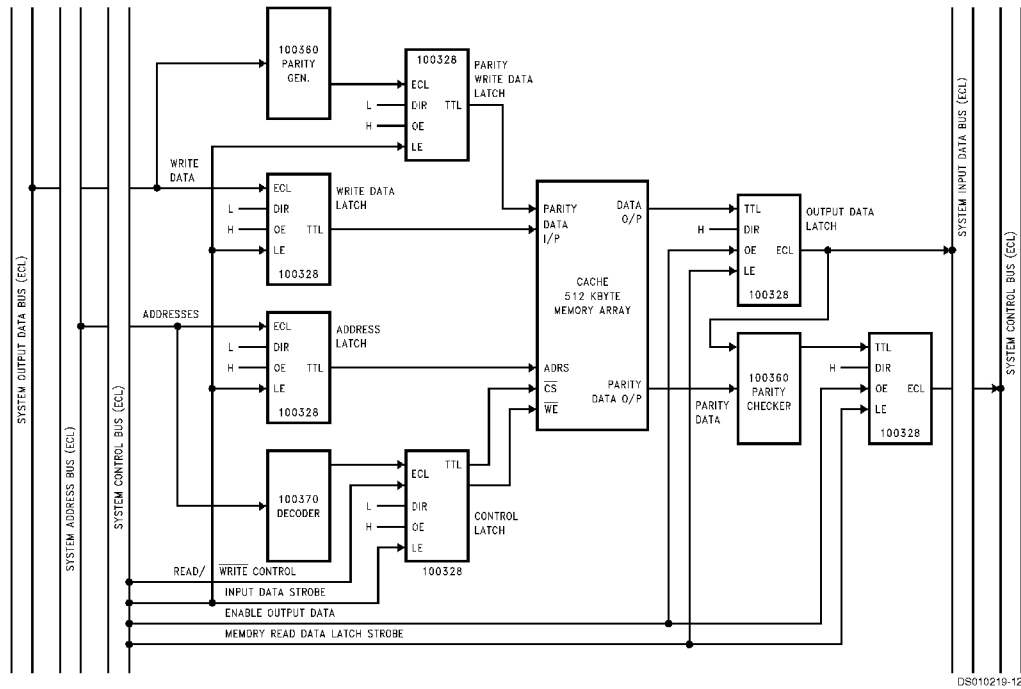 SYSTEM OUTPUT DATA BUS (ECL)
SYSTEM ADDRESS BUS (ECL)
SYSTEM CONTROL BUS (ECL)
100360
PARITY
GEN.
100328
ECL
L
DIR
TTL
H
OE
LE
PARITY
WRITE DATA
LATCH
WRITE
DATA
ECL
L
DIR
H
OE
TTL
LE
100328
WRITE DATA
LATCH
ADDRESSES
ECL
L
DIR
H
OE
TTL
LE
100328
ADDRESS
LATCH
100370
DECODER
ECL
TTL
L
DIR
H
OE
LE
100328
CONTROL
LATCH
READ/ WRITE CONTROL
INPUT DATA STROBE
ENABLE OUTPUT DATA
MEMORY READ DATA LATCH STROBE
PARITY
DATA
I/P
DATA
O/P
CACHE
512 KBYTE
MEMORY ARRAY
ADRS
CS
WE
PARITY
DATA O/P
TTL
H
DIR
OE
ECL
LE
100328
OUTPUT DATA
LATCH
100360
PARITY
CHECKER
PARITY
DATA
TTL
H
DIR
OE
ECL
LE
100328
SYSTEM INPUT DATA BUS (ECL)
SYSTEM CONTROL BUS (ECL)
DS010219-12